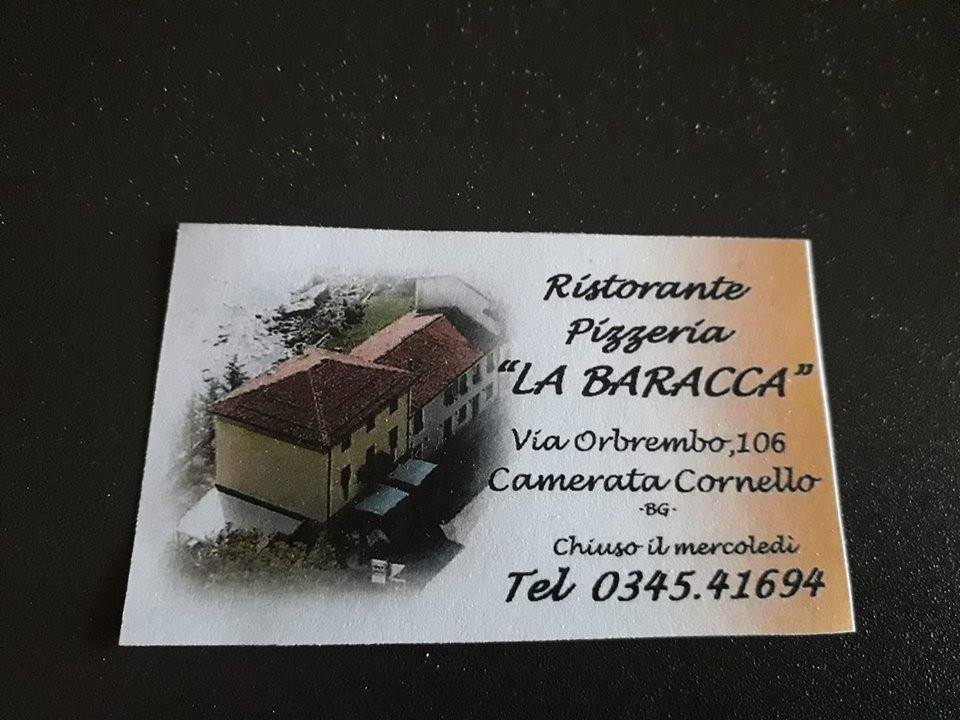 Ristorante
Pizzeria
"LA BARACCA"
Via Orbrembo,106
Camerata Cornello
-BG-
Chiuso il mercoledì
Tel 0345.41694